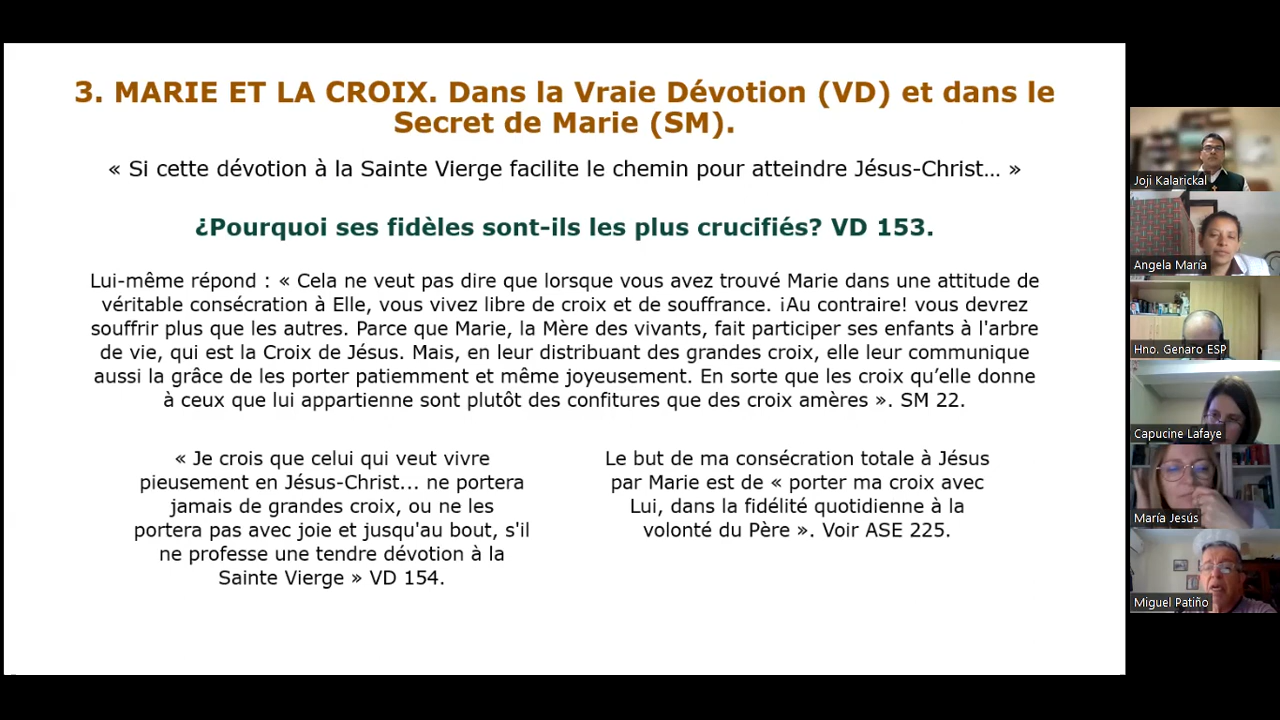 3. MARIE ET LA CROIX. Dans la Vraie Dévotion (VD) et dans le
Secret de Marie (SM).
« Si cette dévotion à la Sainte Vierge facilite le chemin pour atteindre Jésus-Christ... »
¿Pourquoi ses fidèles sont-ils les plus crucifiés? VD 153.
Lui-même répond : « Cela ne veut pas dire que lorsque vous avez trouvé Marie dans une attitude de
véritable consécration à Elle, vous vivez libre de croix et de souffrance. ¡Au contraire! vous devrez
souffrir plus que les autres. Parce que Marie, la Mère des vivants, fait participer ses enfants à l'arbre
de vie, qui est la Croix de Jésus. Mais, en leur distribuant des grandes croix, elle leur communique
aussi la grâce de les porter patiemment et même joyeusement. En sorte que les croix qu’elle donne
à ceux que lui appartienne sont plutôt des confitures que des croix amères ». SM 22.
« Je crois que celui qui veut vivre
pieusement en Jésus-Christ... ne portera
jamais de grandes croix, ou ne les
portera pas avec joie et jusqu'au bout, s'il
ne professe une tendre dévotion à la
Sainte Vierge » VD 154.
Le but de ma consécration totale à Jésus
par Marie est de « porter ma croix avec
Lui, dans la fidélité quotidienne à la
volonté du Père ». Voir ASE 225.
Joji Kalarickal
Angela María
Hno. Genaro ESP
Capucine Lafaye
María Jesús
Miguel Patiño